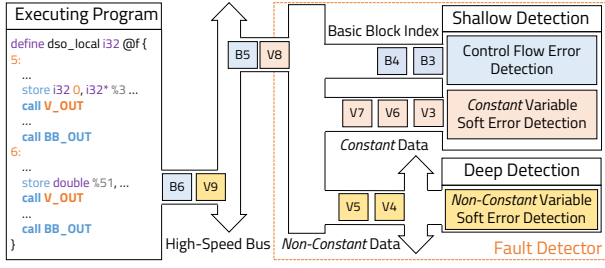 Executing Program
define dso_local i32 @f {
5:
...
store i32 0, i32* %3 ...
call V_OUT
...
call BB_OUT
6:
...
store double %51, ...
call V_OUT
...
call BB_OUT
}
B6
V9
High-Speed Bus
B5
V8
Basic Block Index
B4
B3
V7
V6
V3
Constant Data
V5
V4
Non-Constant Data
Shallow Detection
Control Flow Error
Detection
Constant Variable
Soft Error Detection
Deep Detection
Non-Constant Variable
Soft Error Detection
Fault Detector